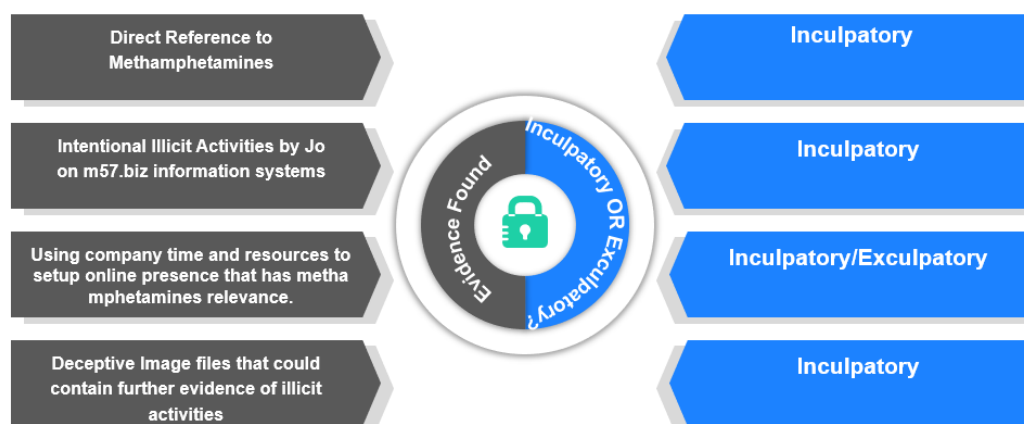 Direct Reference to
Methamphetamines
Inculpatory
Intentional Illicit Activities by Jo
on m57.biz information systems
Inculpatory
Using company time and resources to
setup online presence that has metha
mphetamines relevance.
Inculpatory/Exculpatory
Deceptive Image files that could
contain further evidence of illicit
activities
Inculpatory
Evidence Found
Inculpatory OR Exculpatory?